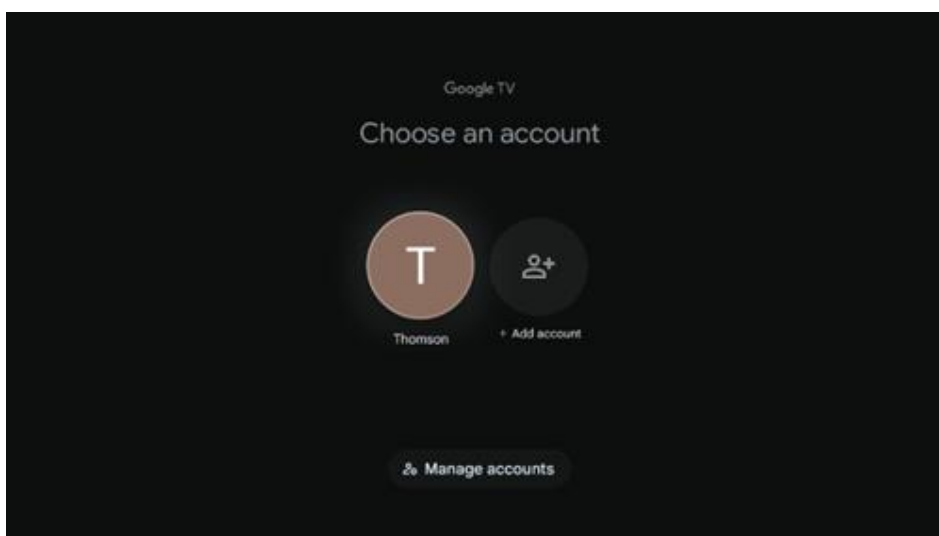 Google TV
Choose an account
T
Thomson
+ Add account
Manage accounts